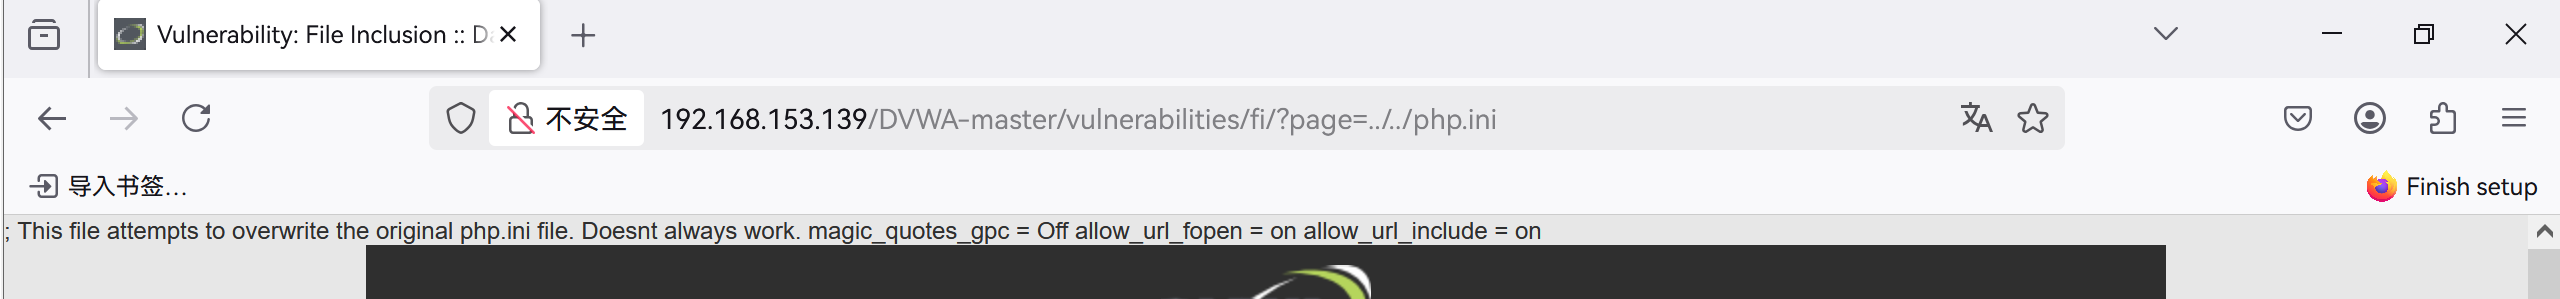 Vulnerability: File Inclusion :: Da
不安全
192.168.153.139/DVWA-master/vulnerabilities/fi/?page=../../php.ini
导入书签…
Finish setup
; This file attempts to overwrite the original php.ini file. Doesnt always work. magic_quotes_gpc = Off allow_url_fopen = on allow_url_include = on